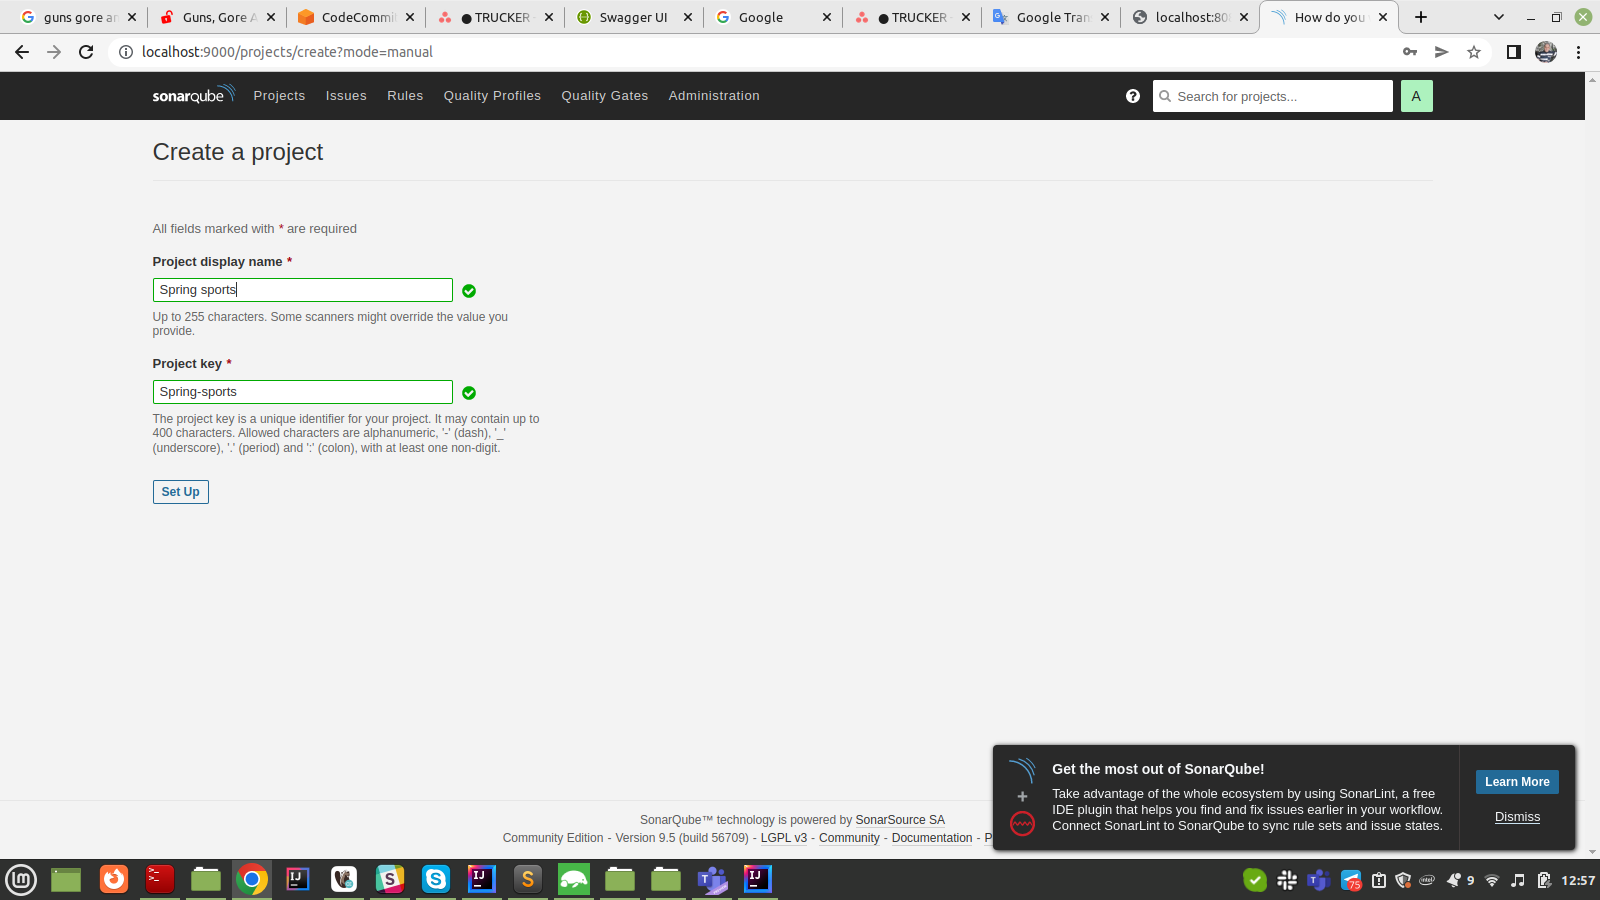 guns gore an
Guns, Gore A
CodeCommit
● TRUCKER
Swagger UI
Google
● TRUCKER
Google Tran
localhost:80
How do you
localhost:9000/projects/create?mode=manual
sonarqube Projects Issues Rules Quality Profiles Quality Gates Administration
Search for projects...
A
Create a project
All fields marked with * are required
Project display name *
Spring sports
Up to 255 characters. Some scanners might override the value you
provide.
Project key *
Spring-sports
The project key is a unique identifier for your project. It may contain up to
400 characters. Allowed characters are alphanumeric, '-' (dash), '_'
(underscore), '.' (period) and ':' (colon), with at least one non-digit.
Set Up
Get the most out of SonarQube!
Take advantage of the whole ecosystem by using SonarLint, a free
IDE plugin that helps you find and fix issues earlier in your workflow.
Connect SonarLint to SonarQube to sync rule sets and issue states.
Learn More
Dismiss
SonarQube™ technology is powered by SonarSource SA
Community Edition - Version 9.5 (build 56709) - LGPL v3 - Community - Documentation - P
75
9
12:57